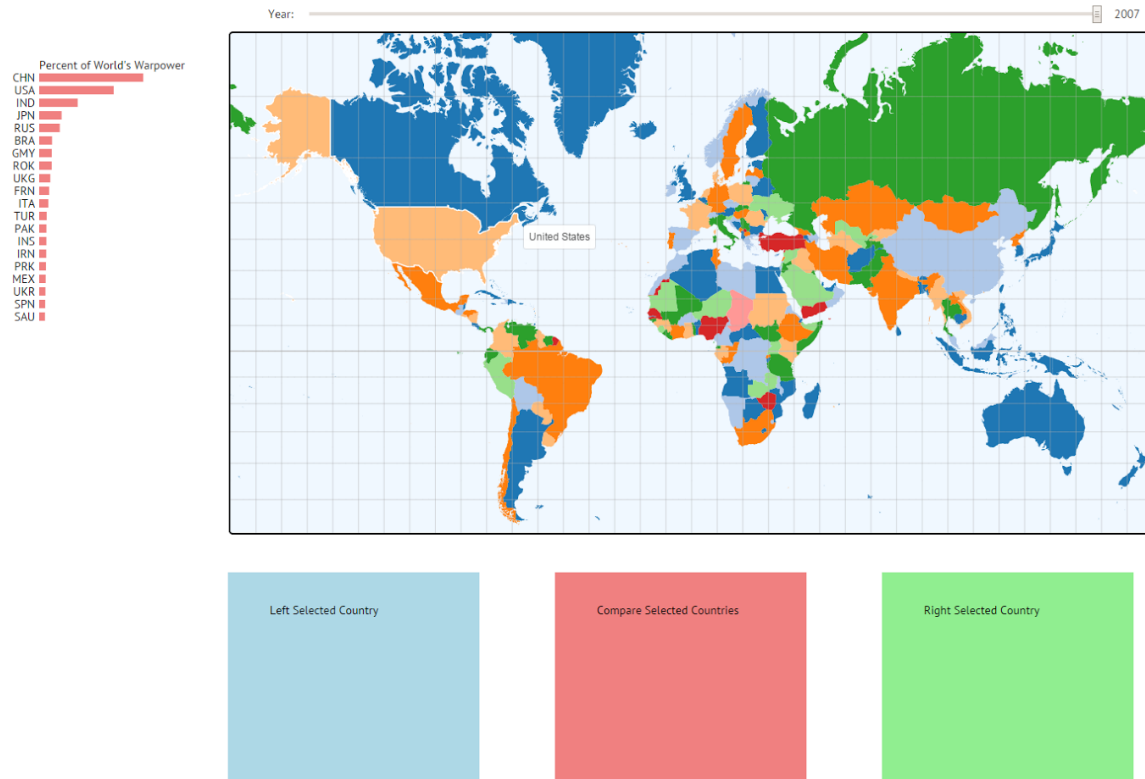 Year:
2007
Percent of World's Warpower
CHN
USA
IND
JPN
RUS
BRA
GMY
ROK
UKG
FRN
ITA
TUR
PAK
INS
IRN
PRK
MEX
UKR
SPN
SAU
United States
Left Selected Country
Compare Selected Countries
Right Selected Country